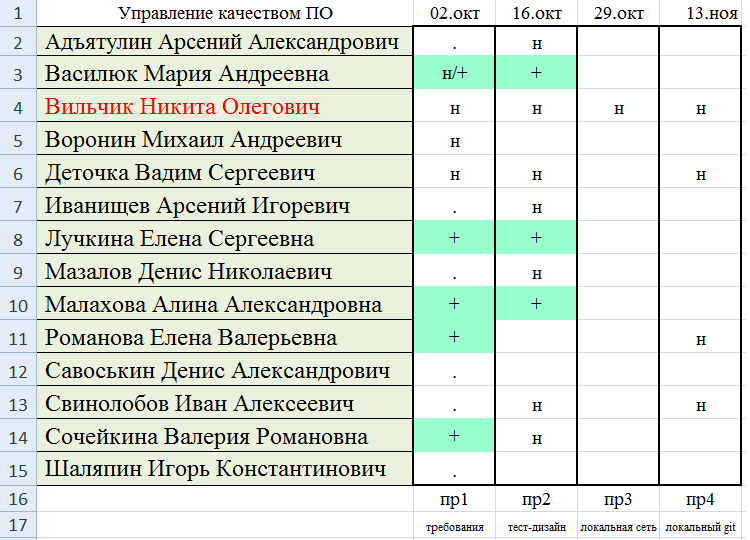 1 Управление качеством ПО 02.окт 16.окт 29.окт 13.ноя
2 Адъятулин Арсений Александрович . н
3 Василюк Мария Андреевна н/+ +
4 Вильчик Никита Олегович н н н н
5 Воронин Михаил Андреевич н
6 Деточка Вадим Сергеевич н н н
7 Иванищев Арсений Игоревич . н
8 Лучкина Елена Сергеевна + +
9 Мазалов Денис Николаевич . н
10 Малахова Алина Александровна + +
11 Романова Елена Валерьевна + н
12 Савоськин Денис Александрович .
13 Свинолобов Иван Алексеевич . н н
14 Сочейкина Валерия Романовна + н
15 Шаляпин Игорь Константинович .
16 пр1 пр2 пр3 пр4
17 требования тест-дизайн локальная сеть локальный git